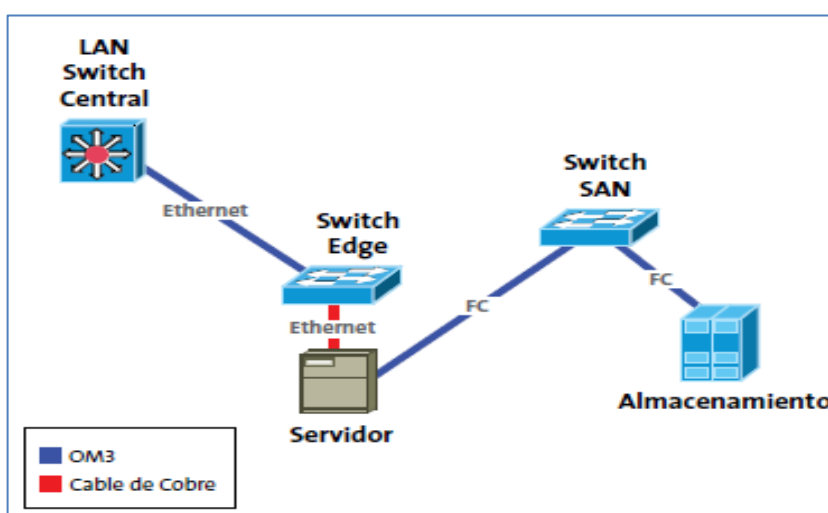 LAN
Switch
Central
Ethernet
Switch
Edge
Ethernet
Servidor
Switch
SAN
FC
FC
Almacenamiento
OM3
Cable de Cobre